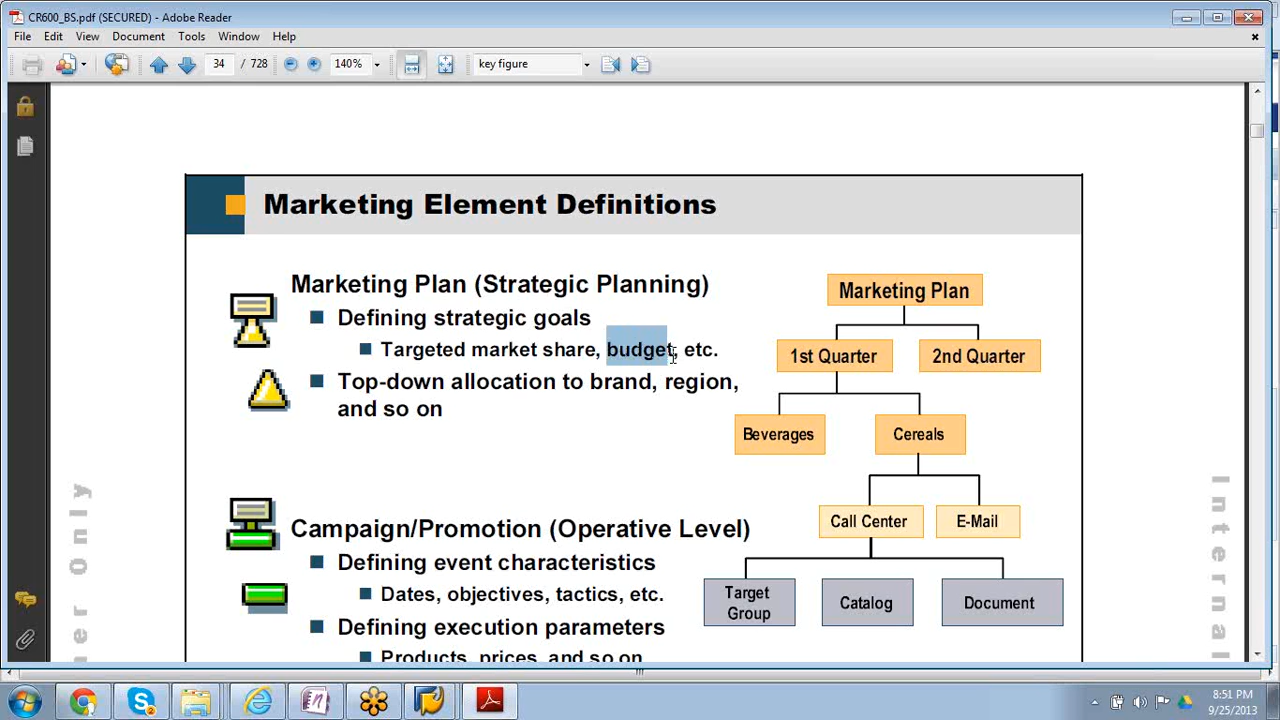 CR600_BS.pdf (SECURED) - Adobe Reader
File Edit View Document Tools Window Help
34 / 728 140% key figure
Marketing Element Definitions
Marketing Plan (Strategic Planning)
Defining strategic goals
Targeted market share, budget, etc.
Top-down allocation to brand, region,
and so on
Campaign/Promotion (Operative Level)
Defining event characteristics
Dates, objectives, tactics, etc.
Defining execution parameters
Products, prices, and so on
Marketing Plan
1st Quarter 2nd Quarter
Beverages Cereals
Call Center E-Mail
Target
Group
Catalog
Document
er Only
Internal
8:51 PM
9/25/2013